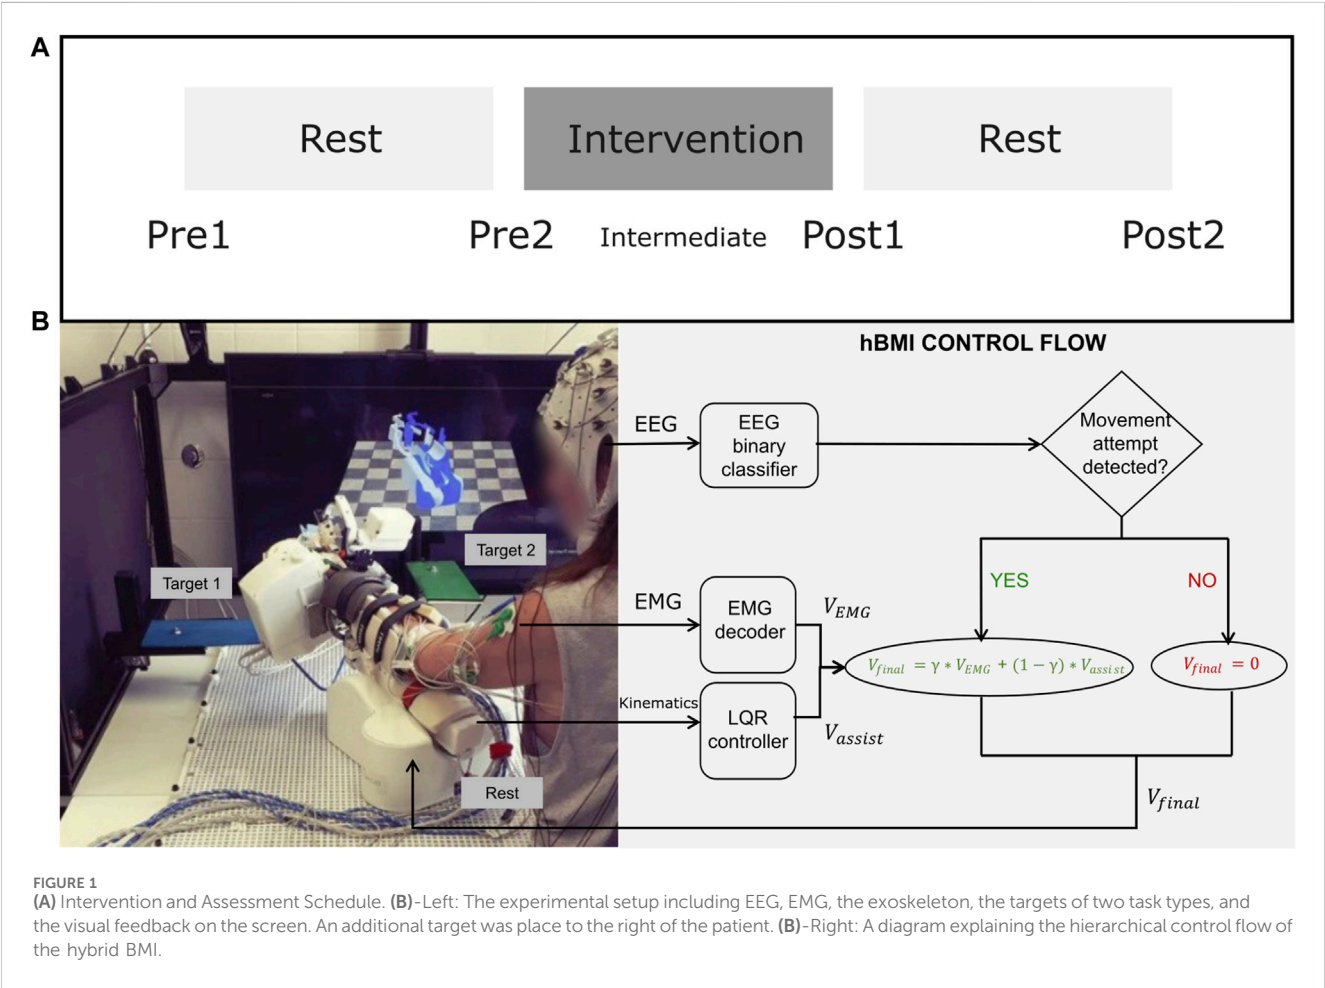 A
Rest
Intervention
Rest
Pre1
Pre2
Intermediate
Post1
Post2
B
hBMI CONTROL FLOW
Target 1
Target 2
Rest
EEG
EEG
binary
classifier
Movement
attempt
detected?
YES
NO
EMG
EMG
decoder
V_EMG
Kinematics
LQR
controller
V_assist
V_final = γ * V_EMG + (1 − γ) * V_assist
V_final = 0
V_final
FIGURE 1
(A) Intervention and Assessment Schedule. (B)-Left: The experimental setup including EEG, EMG, the exoskeleton, the targets of two task types, and
the visual feedback on the screen. An additional target was place to the right of the patient. (B)-Right: A diagram explaining the hierarchical control flow of
the hybrid BMI.